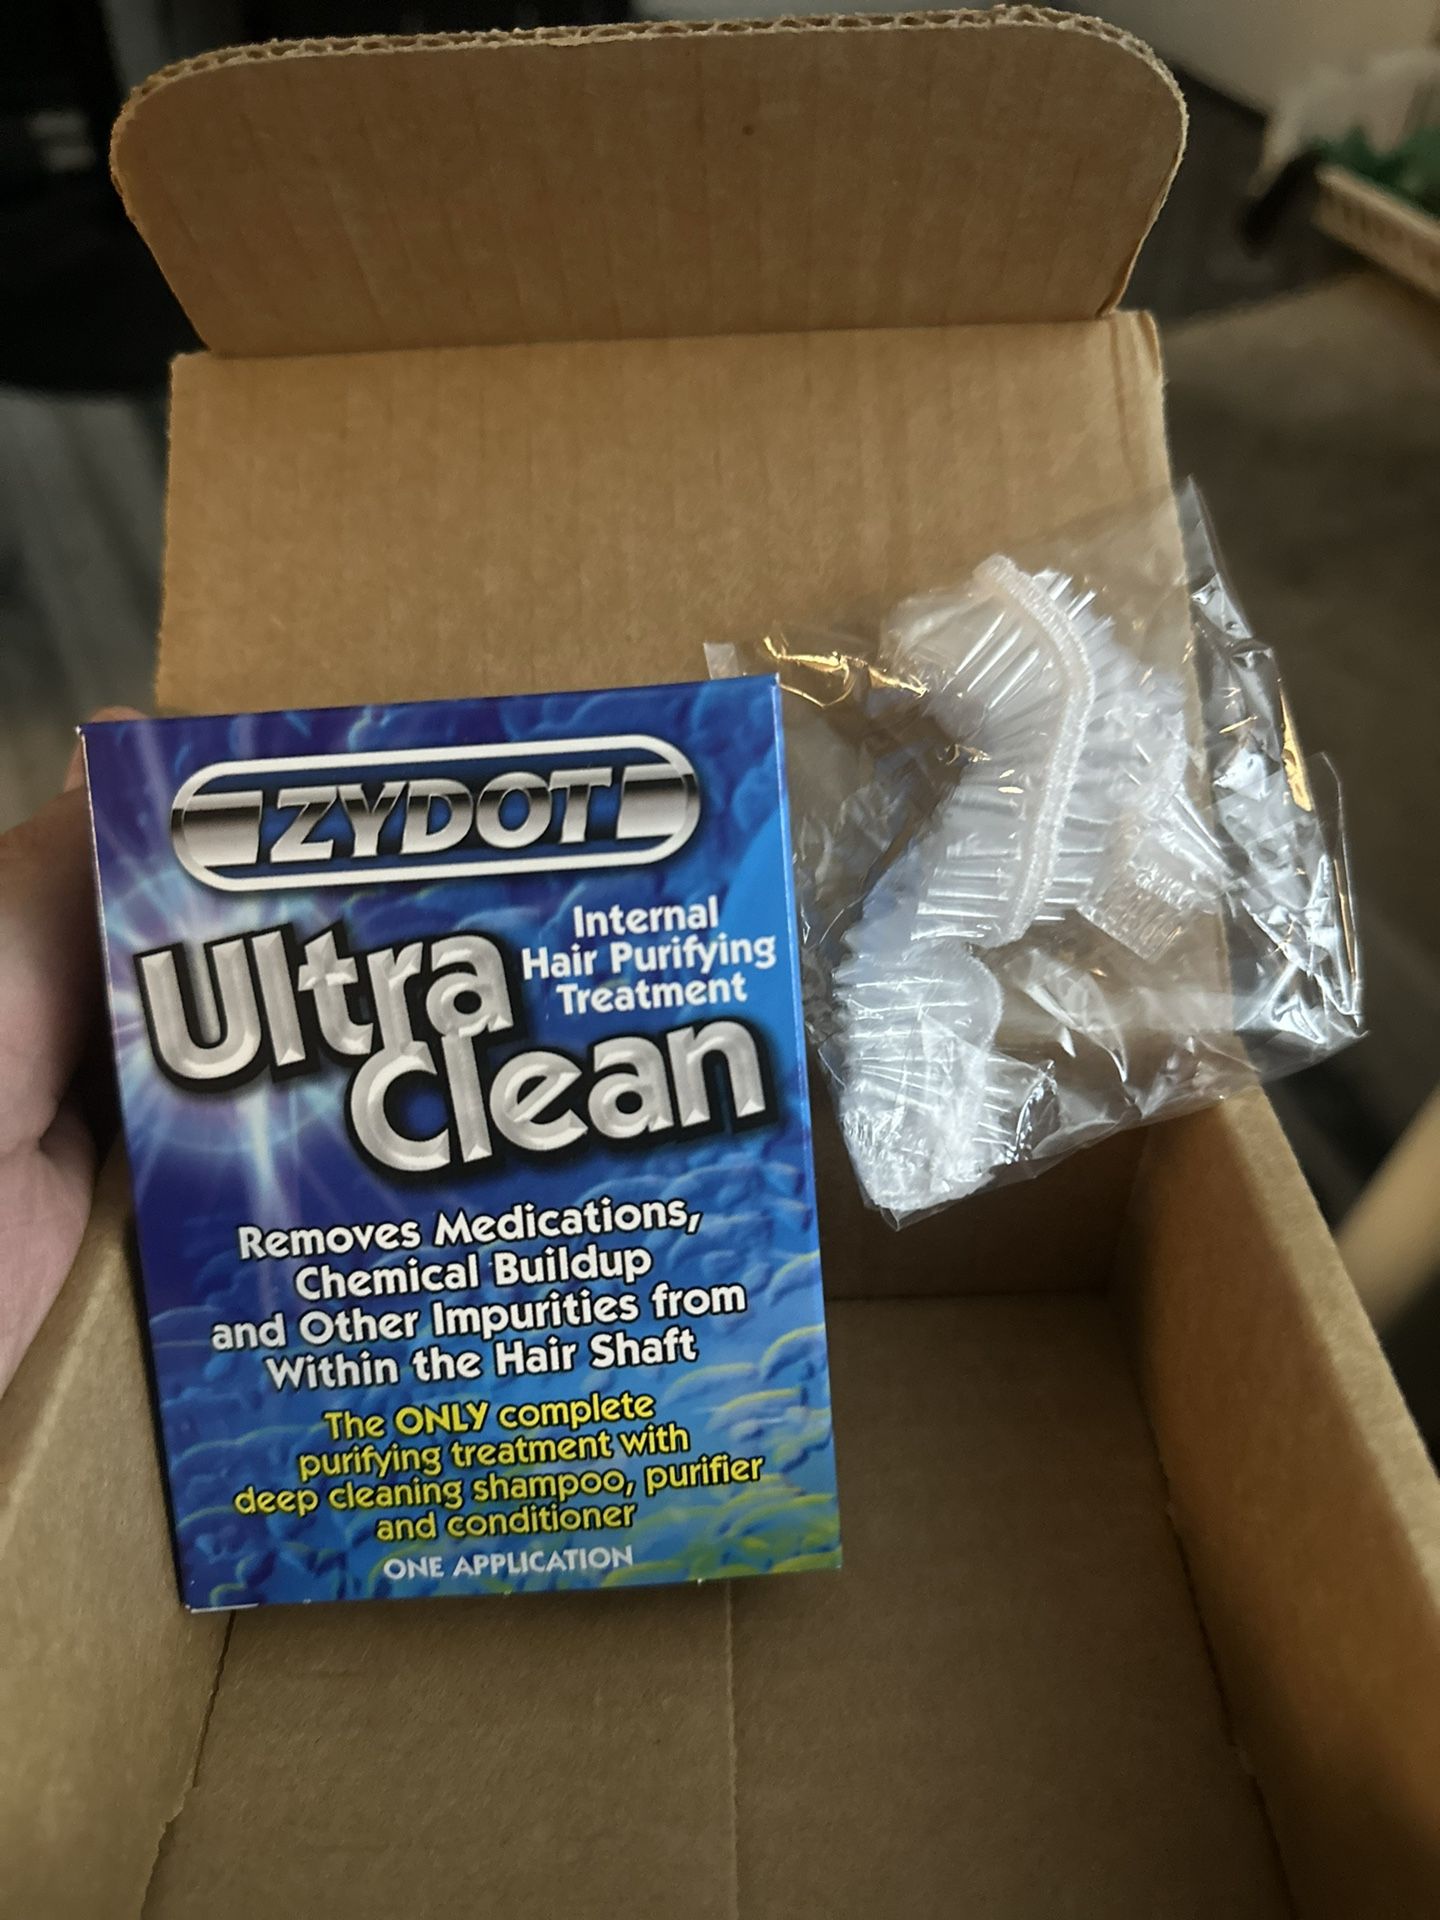 ZYDOT
Ultra
Clean
Internal
Hair Purifying
Treatment
Removes Medications,
Chemical Buildup
and Other Impurities from
Within the Hair Shaft
The ONLY complete
purifying treatment with
deep cleaning shampoo, purifier
and conditioner
ONE APPLICATION